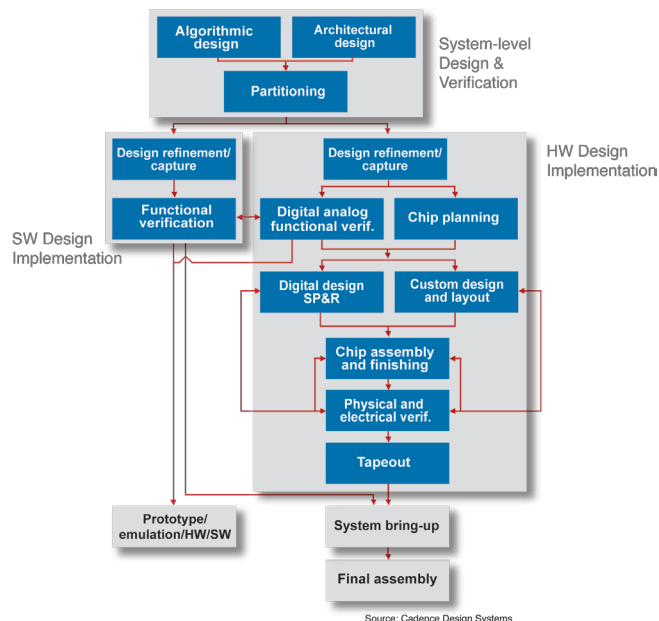 Algorithmic
design
Architectural
design
System-level
Design &
Verification
Partitioning
Design refinement/
capture
Design refinement/
capture
HW Design
Implementation
Functional
verification
Digital analog
functional verif.
Chip planning
SW Design
Implementation
Digital design
SP&R
Custom design
and layout
Chip assembly
and finishing
Physical and
electrical verif.
Tapeout
Prototype/
emulation/HW/SW
System bring-up
Final assembly
Source: Cadence Design Systems